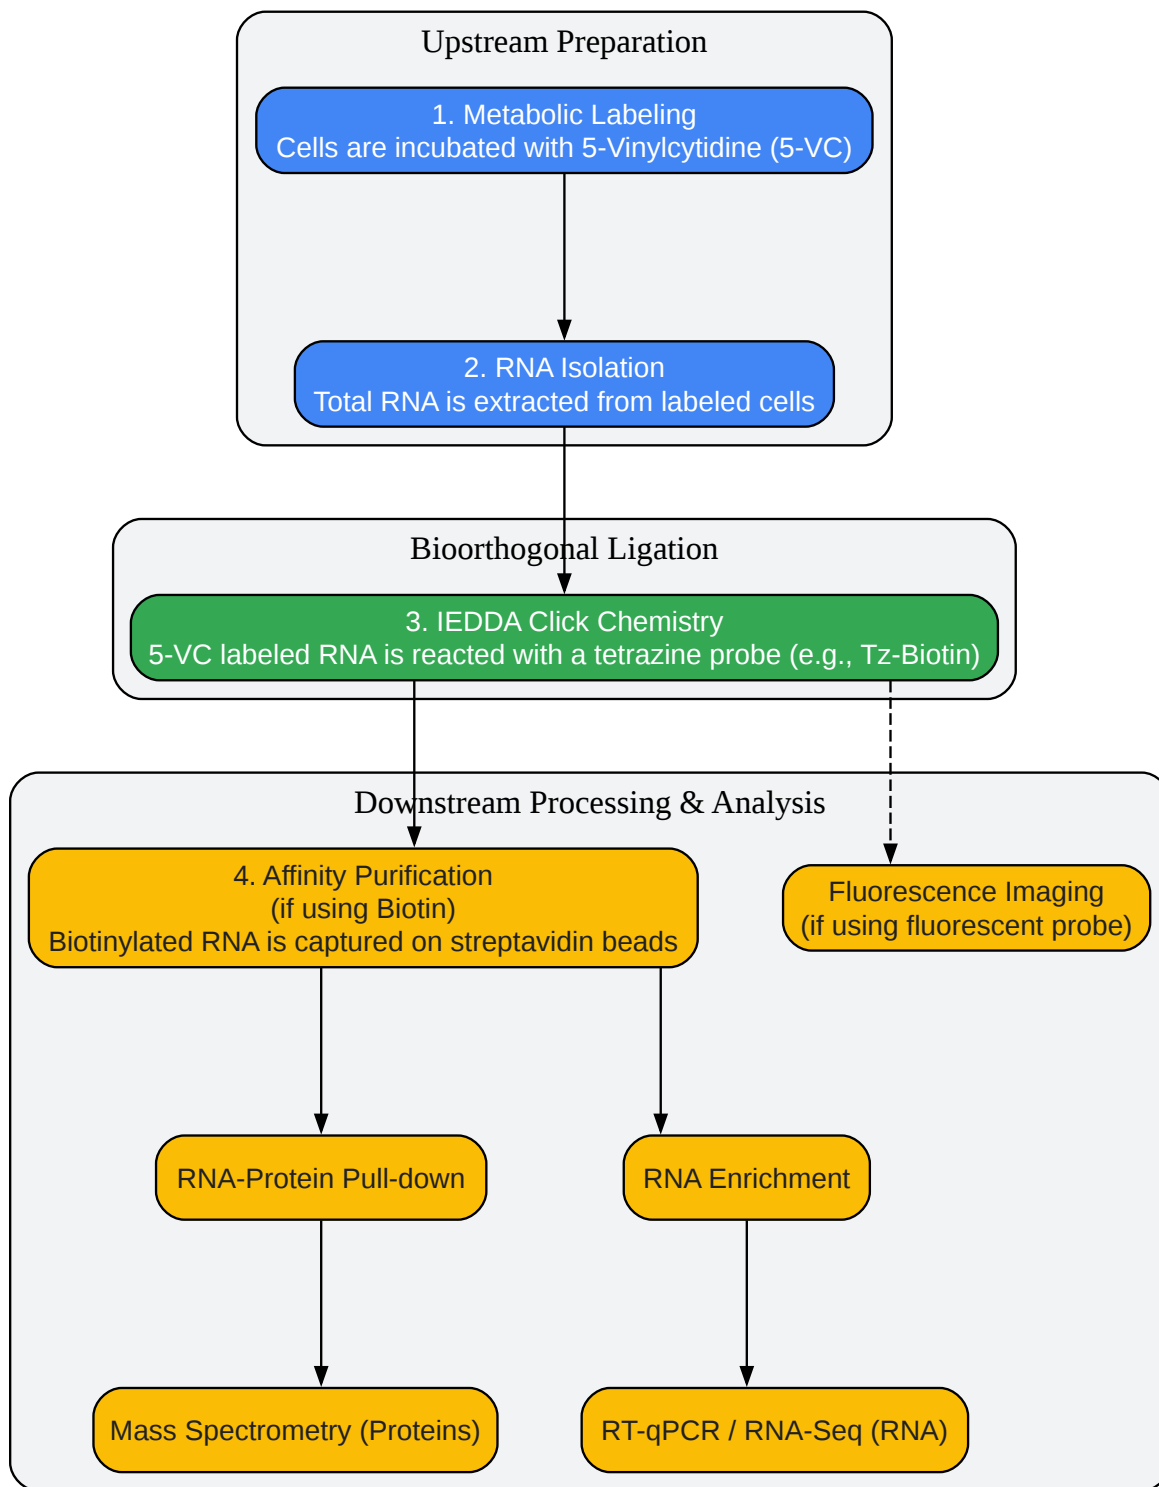 Upstream Preparation
1. Metabolic Labeling
Cells are incubated with 5-Vinylcytidine (5-VC)
2. RNA Isolation
Total RNA is extracted from labeled cells
Bioorthogonal Ligation
3. IEDDA Click Chemistry
5-VC labeled RNA is reacted with a tetrazine probe (e.g., Tz-Biotin)
Downstream Processing & Analysis
4. Affinity Purification
(if using Biotin)
Biotinylated RNA is captured on streptavidin beads
Fluorescence Imaging
(if using fluorescent probe)
RNA-Protein Pull-down
RNA Enrichment
Mass Spectrometry (Proteins)
RT-qPCR / RNA-Seq (RNA)